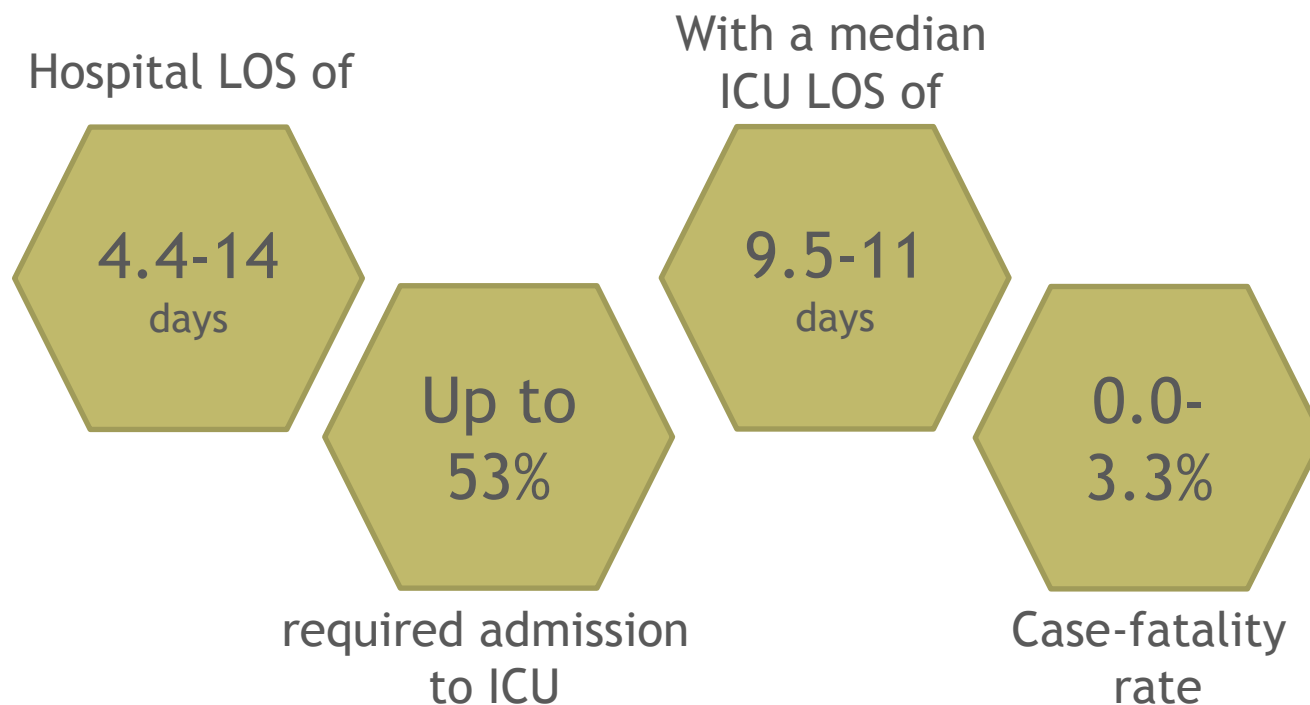 Hospital LOS of
4.4-14
days
Up to
53%
required admission
to ICU
With a median
ICU LOS of
9.5-11
days
0.0-
3.3%
Case-fatality
rate